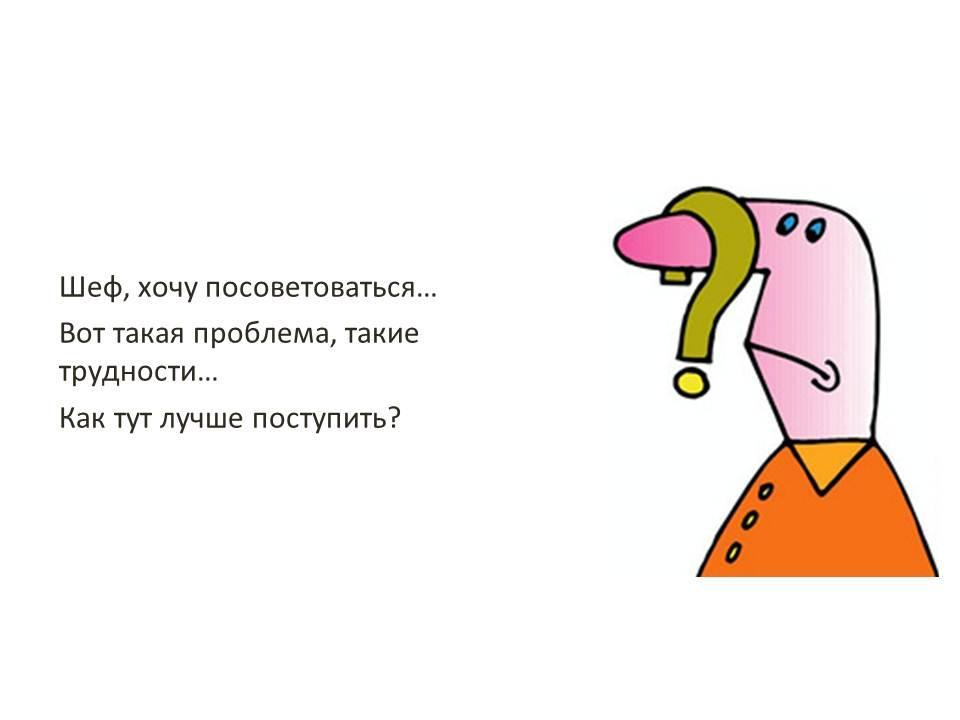 Шеф, хочу посоветоваться…
Вот такая проблема, такие
трудности…
Как тут лучше поступить?